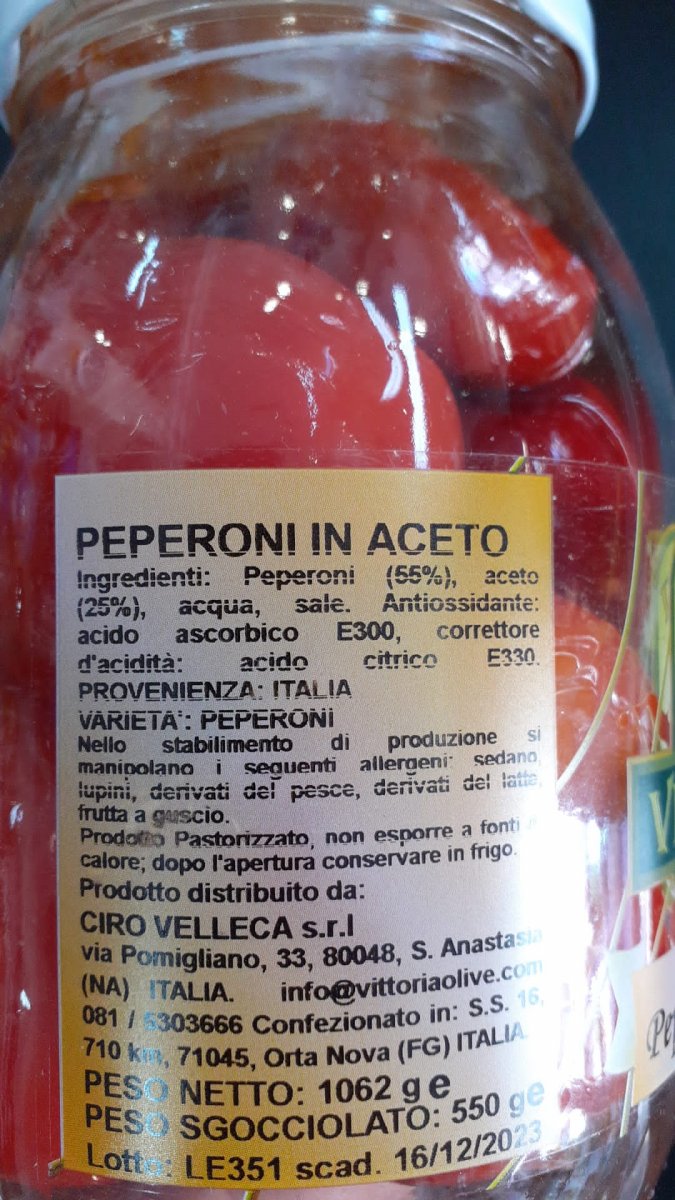 PEPERONI IN ACETO
Ingredienti: Peperoni (55%), aceto
(25%), acqua, sale. Antiossidante:
acido ascorbico E300, correttore
d'acidità: acido citrico E330.
PROVENIENZA: ITALIA
VARIETA': PEPERONI
Nello stabilimento di produzione si
manipolano i seguenti allergeni: sedano,
lupini, derivati del pesce, derivati del latte,
frutta a guscio.
Prodotto Pastorizzato, non esporre a fonti
calore; dopo l'apertura conservare in frigo.
Prodotto distribuito da:
CIRO VELLECA s.r.l
via Pomigliano, 33, 80048, S. Anastasia
(NA) ITALIA. info@vittoriaolive.com
081 / 5303666 Confezionato in: S.S. 16,
710 km, 71045, Orta Nova (FG) ITALIA
PESO NETTO: 1062 g e
PESO SGOCCIOLATO: 550 g e
Lotto: LE351 scad. 16/12/2023